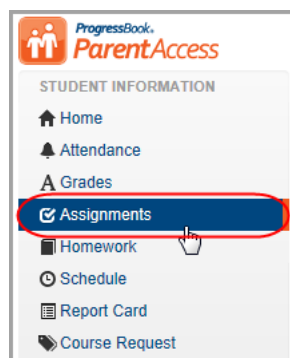 ProgressBook.
ParentAccess
STUDENT INFORMATION
Home
Attendance
Grades
Assignments
Homework
Schedule
Report Card
Course Request